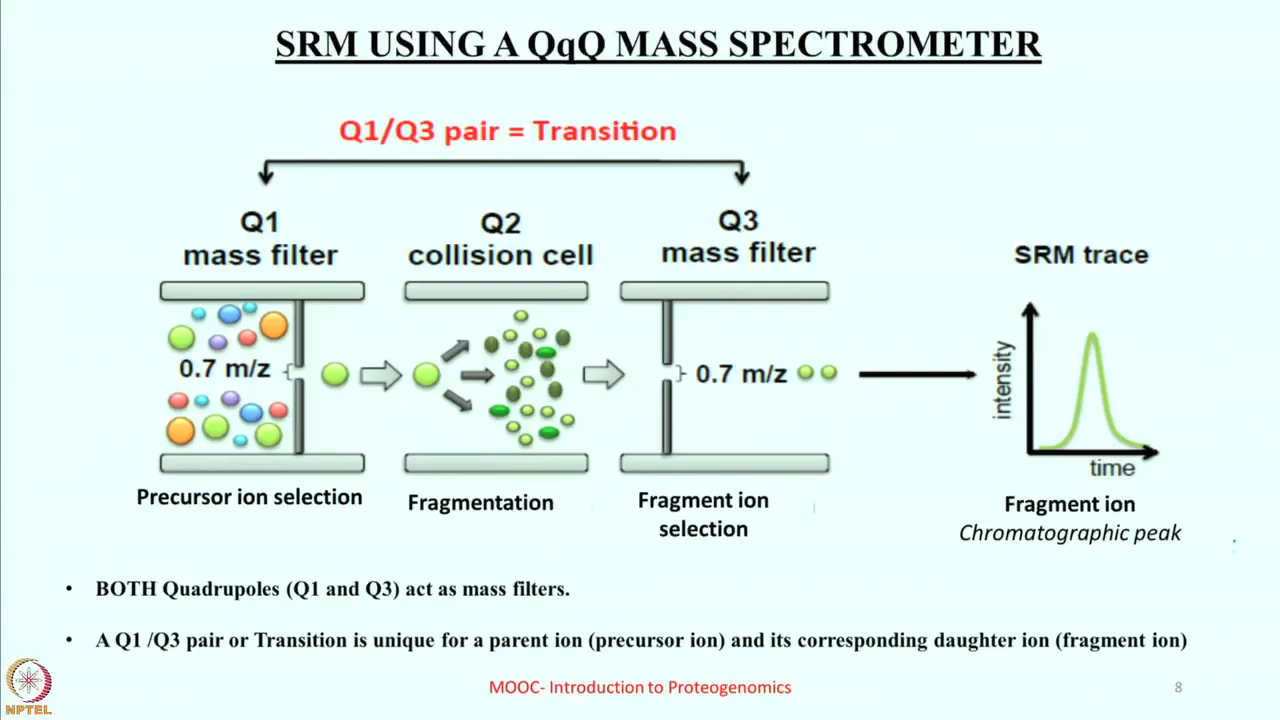 SRM USING A QqQ MASS SPECTROMETER
Q1/Q3 pair = Transition
Q1
mass filter
Q2
collision cell
Q3
mass filter
SRM trace
0.7 m/z
0.7 m/z
intensity
time
Precursor ion selection
Fragmentation
Fragment ion
selection
Fragment ion
Chromatographic peak
• BOTH Quadrupoles (Q1 and Q3) act as mass filters.
• A Q1 /Q3 pair or Transition is unique for a parent ion (precursor ion) and its corresponding daughter ion (fragment ion)
NPTEL
MOOC- Introduction to Proteogenomics
8